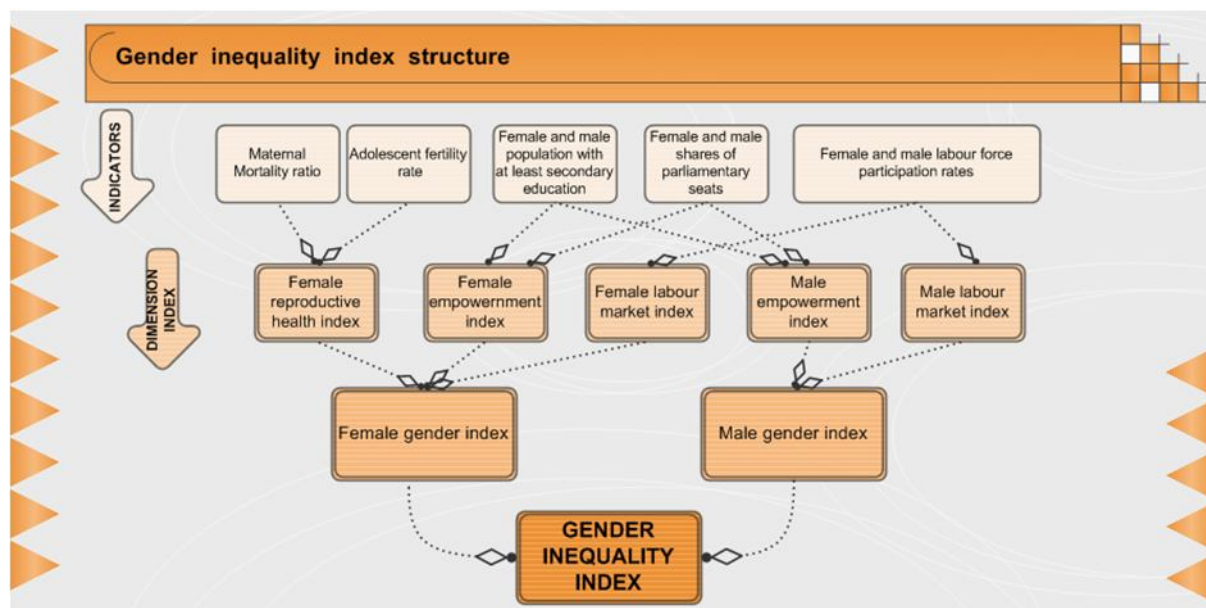 Gender inequality index structure
INDICATORS
Maternal
Mortality ratio
Adolescent fertility
rate
Female and male
population with
at least secondary
education
Female and male
shares of
parliamentary
seats
Female and male labour force
participation rates
DIMENSION
INDEX
Female
reproductive
health index
Female
empowernment
index
Female labour
market index
Male
empowerment
index
Male labour
market index
Female gender index
Male gender index
GENDER
INEQUALITY
INDEX